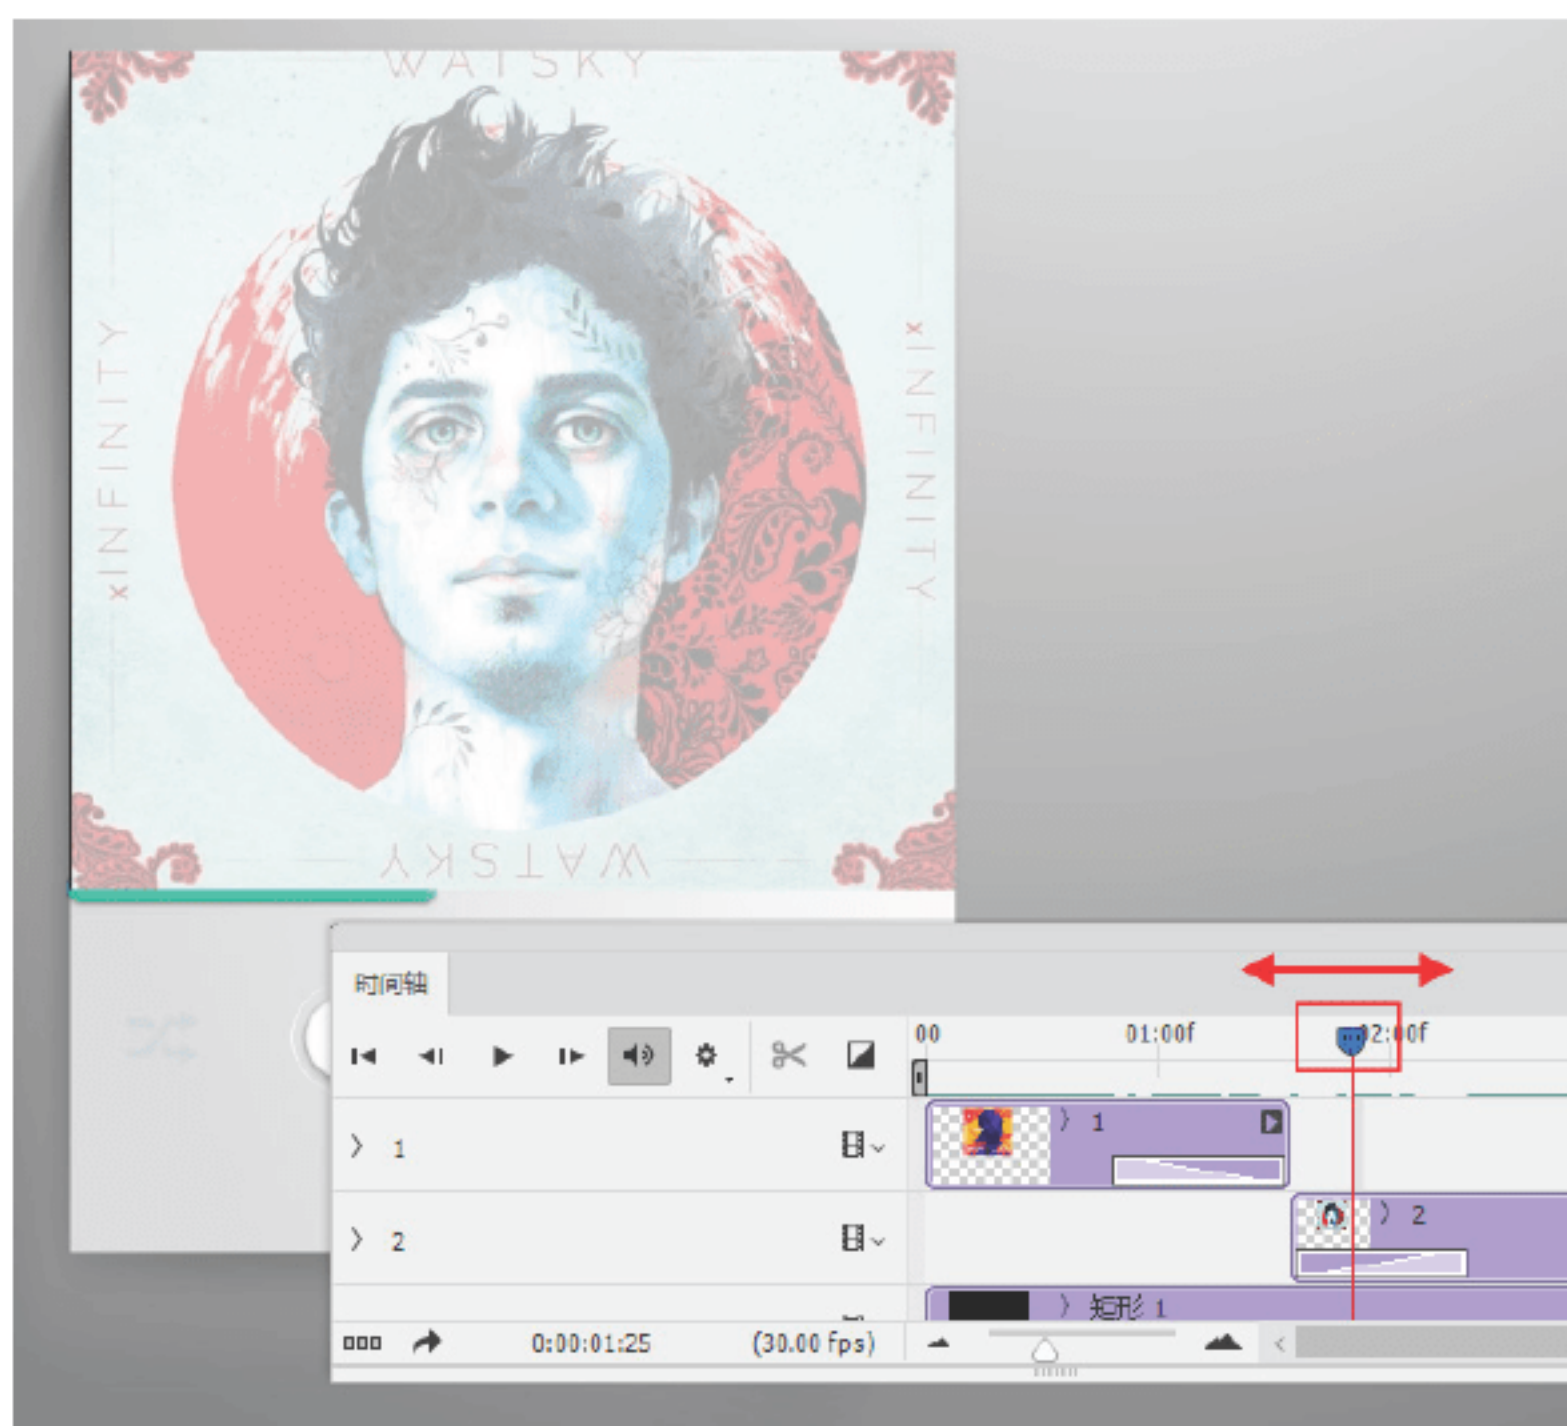 WATSKY
xINFINITY
xINFINITY
WATSKY
时间轴
00
01:00f
02:00f
1
1
2
2
矩形 1
0:00:01:25
(30.00 fps)